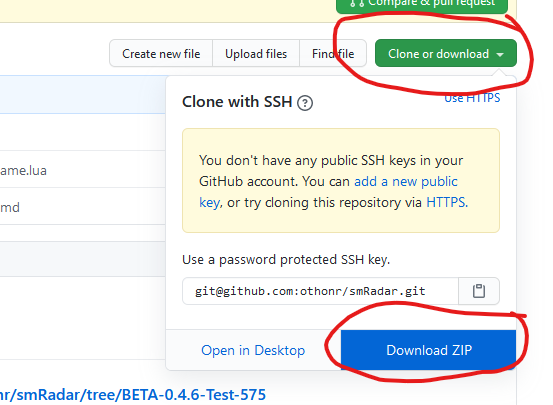 Compare & pull request
Create new file
Upload files
Find file
Clone or download
Clone with SSH
?
Use HTTPS
ame.lua
You don't have any public SSH keys in your
GitHub account. You can add a new public
key, or try cloning this repository via HTTPS.
md
Use a password protected SSH key.
git@github.com:othonr/smRadar.git
Open in Desktop
Download ZIP
nr/smRadar/tree/BETA-0.4.6-Test-575